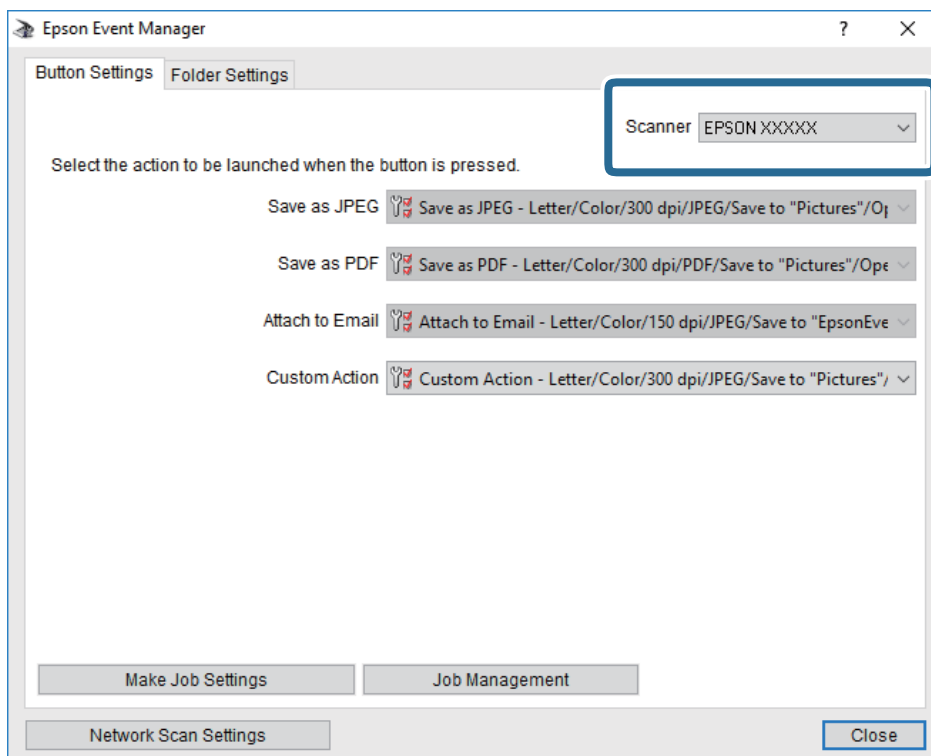 Epson Event Manager
?
Button Settings Folder Settings
Scanner EPSON XXXXX
Select the action to be launched when the button is pressed.
Save as JPEG Save as JPEG - Letter/Color/300 dpi/JPEG/Save to "Pictures"/Op
Save as PDF Save as PDF - Letter/Color/300 dpi/PDF/Save to "Pictures"/Ope
Attach to Email Attach to Email - Letter/Color/150 dpi/JPEG/Save to "EpsonEve
Custom Action Custom Action - Letter/Color/300 dpi/JPEG/Save to "Pictures"/
Make Job Settings Job Management
Network Scan Settings Close